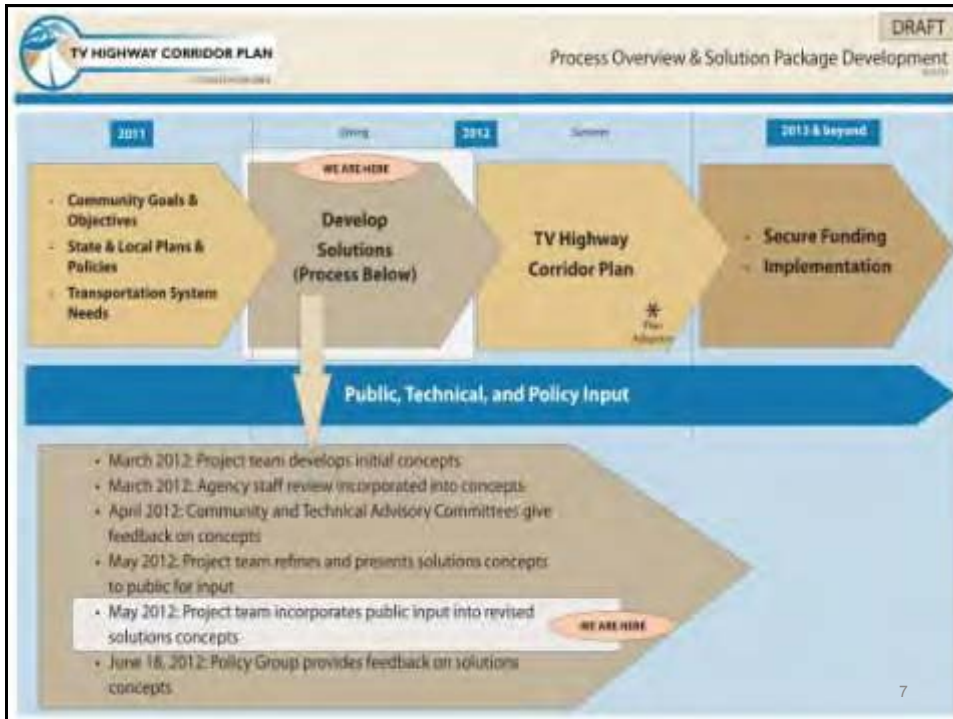 DRAFT
TV HIGHWAY CORRIDOR PLAN
Process Overview & Solution Package Development
2011
Spring
2012
Summer
2013 & beyond
WE ARE HERE
- Community Goals &
Objectives
- State & Local Plans &
Policies
- Transportation System
Needs
Develop
Solutions
(Process Below)
TV Highway
Corridor Plan
*
Plan
Adoption
- Secure Funding
- Implementation
Public, Technical, and Policy Input
• March 2012: Project team develops initial concepts
• March 2012: Agency staff review incorporated into concepts
• April 2012: Community and Technical Advisory Committees give
feedback on concepts
• May 2012: Project team refines and presents solutions concepts
to public for input
• May 2012: Project team incorporates public input into revised
solutions concepts
WE ARE HERE
• June 18, 2012: Policy Group provides feedback on solutions
concepts
7